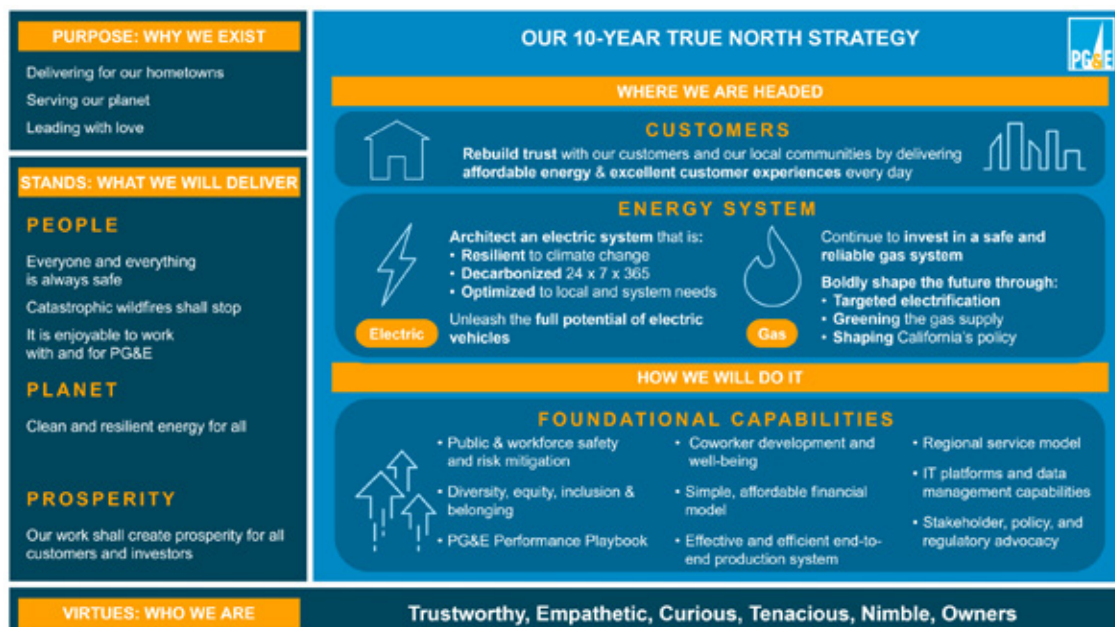 PURPOSE: WHY WE EXIST
Delivering for our hometowns
Serving our planet
Leading with love
STANDS: WHAT WE WILL DELIVER
PEOPLE
Everyone and everything
is always safe
Catastrophic wildfires shall stop
It is enjoyable to work
with and for PG&E
PLANET
Clean and resilient energy for all
PROSPERITY
Our work shall create prosperity for all
customers and investors
OUR 10-YEAR TRUE NORTH STRATEGY
PG&E
WHERE WE ARE HEADED
CUSTOMERS
Rebuild trust with our customers and our local communities by delivering
affordable energy & excellent customer experiences every day
ENERGY SYSTEM
Electric
Architect an electric system that is:
• Resilient to climate change
• Decarbonized 24 x 7 x 365
• Optimized to local and system needs
Unleash the full potential of electric
vehicles
Gas
Continue to invest in a safe and
reliable gas system
Boldly shape the future through:
• Targeted electrification
• Greening the gas supply
• Shaping California's policy
HOW WE WILL DO IT
FOUNDATIONAL CAPABILITIES
• Public & workforce safety
and risk mitigation
• Diversity, equity, inclusion &
belonging
• PG&E Performance Playbook
• Coworker development and
well-being
• Simple, affordable financial
model
• Effective and efficient end-to-
end production system
• Regional service model
• IT platforms and data
management capabilities
• Stakeholder, policy, and
regulatory advocacy
VIRTUES: WHO WE ARE
Trustworthy, Empathetic, Curious, Tenacious, Nimble, Owners